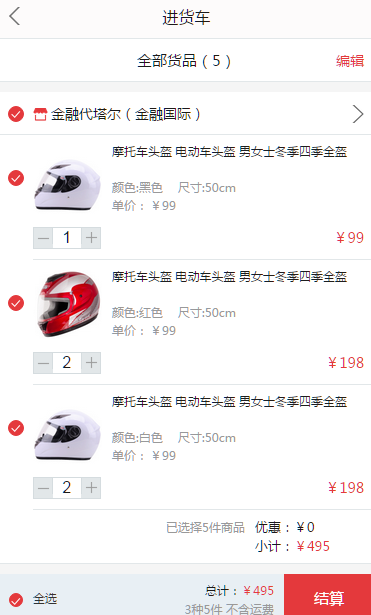 进货车
全部货品（5）
编辑
金融代塔尔（金融国际）
摩托车头盔 电动车头盔 男女士冬季四季全盔
颜色:黑色 尺寸:50cm
单价：￥99
— 1 +
￥99
摩托车头盔 电动车头盔 男女士冬季四季全盔
颜色:红色 尺寸:50cm
单价：￥99
— 2 +
￥198
摩托车头盔 电动车头盔 男女士冬季四季全盔
颜色:白色 尺寸:50cm
单价：￥99
— 2 +
￥198
已选择5件商品 优惠：￥0
小计：￥495
全选
总计：￥495
3种5件 不含运费
结算